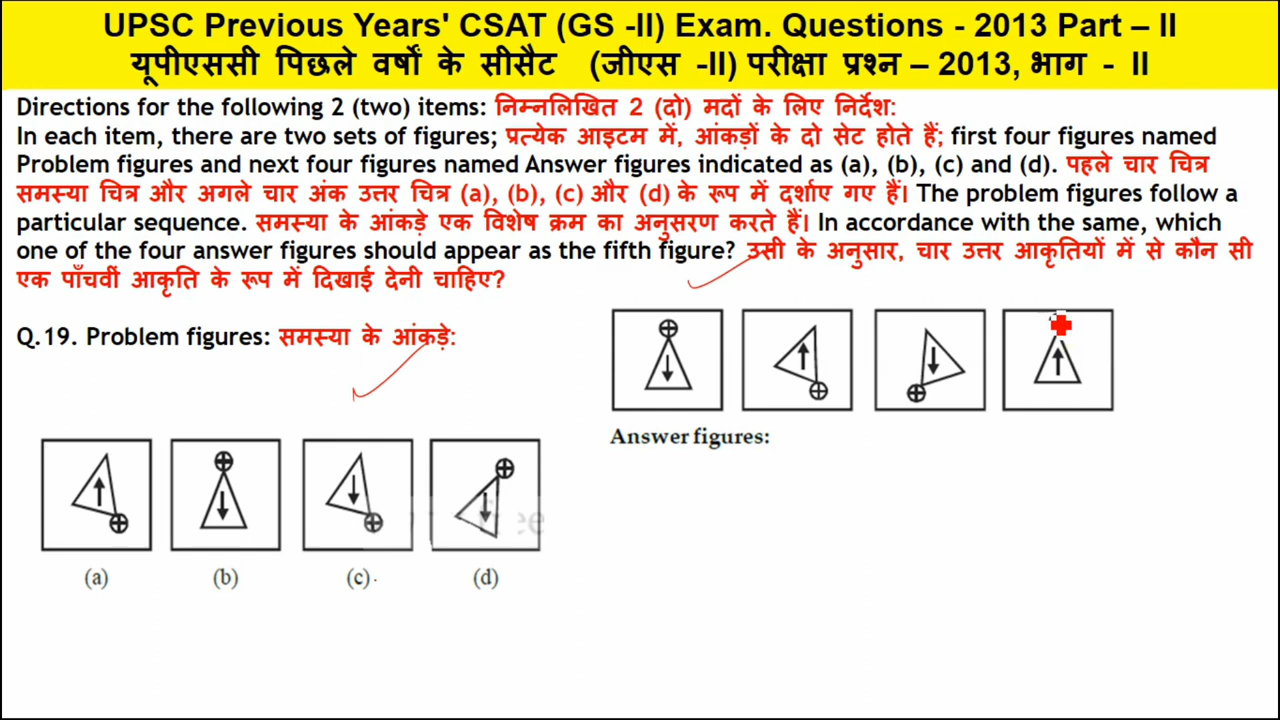 UPSC Previous Years' CSAT (GS -II) Exam. Questions - 2013 Part – II
यूपीएससी पिछले वर्षों के सीसैट (जीएस -II) परीक्षा प्रश्न – 2013, भाग - II
Directions for the following 2 (two) items: निम्नलिखित 2 (दो) मदों के लिए निर्देश:
In each item, there are two sets of figures; प्रत्येक आइटम में, आंकड़ों के दो सेट होते हैं; first four figures named
Problem figures and next four figures named Answer figures indicated as (a), (b), (c) and (d). पहले चार चित्र
समस्या चित्र और अगले चार अंक उत्तर चित्र (a), (b), (c) और (d) के रूप में दर्शाए गए हैं। The problem figures follow a
particular sequence. समस्या के आंकड़े एक विशेष क्रम का अनुसरण करते हैं। In accordance with the same, which
one of the four answer figures should appear as the fifth figure? उसी के अनुसार, चार उत्तर आकृतियों में से कौन सी
एक पाँचवीं आकृति के रूप में दिखाई देनी चाहिए?
Q.19. Problem figures: समस्या के आंकड़े:
Answer figures:
(a) (b) (c) (d)